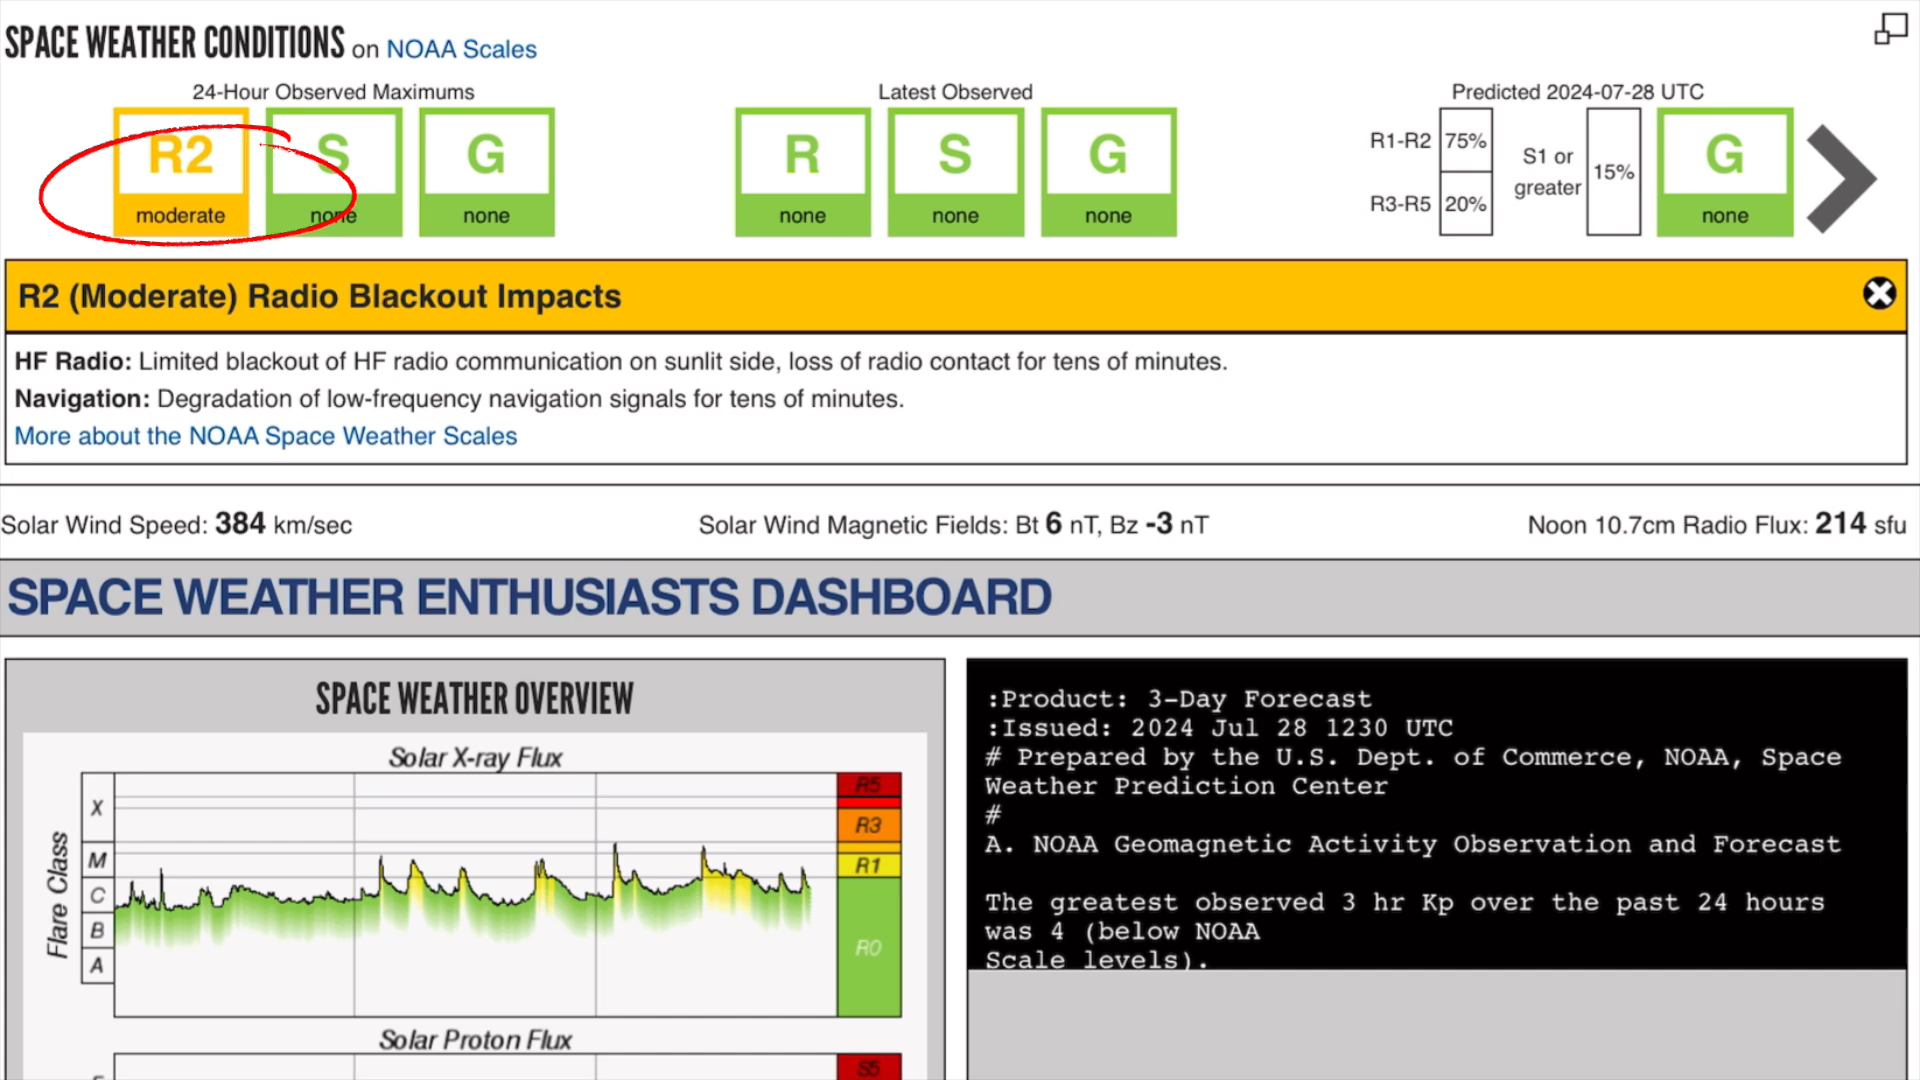 SPACE WEATHER CONDITIONS on NOAA Scales
24-Hour Observed Maximums
R2
moderate
S
none
G
none
Latest Observed
R
none
S
none
G
none
Predicted 2024-07-28 UTC
R1-R2 75%
R3-R5 20%
S1 or
greater
15%
G
none
R2 (Moderate) Radio Blackout Impacts
HF Radio: Limited blackout of HF radio communication on sunlit side, loss of radio contact for tens of minutes.
Navigation: Degradation of low-frequency navigation signals for tens of minutes.
More about the NOAA Space Weather Scales
Solar Wind Speed: 384 km/sec
Solar Wind Magnetic Fields: Bt 6 nT, Bz -3 nT
Noon 10.7cm Radio Flux: 214 sfu
SPACE WEATHER ENTHUSIASTS DASHBOARD
SPACE WEATHER OVERVIEW
Solar X-ray Flux
Flare Class
X
M
C
B
A
R5
R3
R1
R0
Solar Proton Flux
S5
:Product: 3-Day Forecast
:Issued: 2024 Jul 28 1230 UTC
# Prepared by the U.S. Dept. of Commerce, NOAA, Space
Weather Prediction Center
#
A. NOAA Geomagnetic Activity Observation and Forecast
The greatest observed 3 hr Kp over the past 24 hours
was 4 (below NOAA
Scale levels).